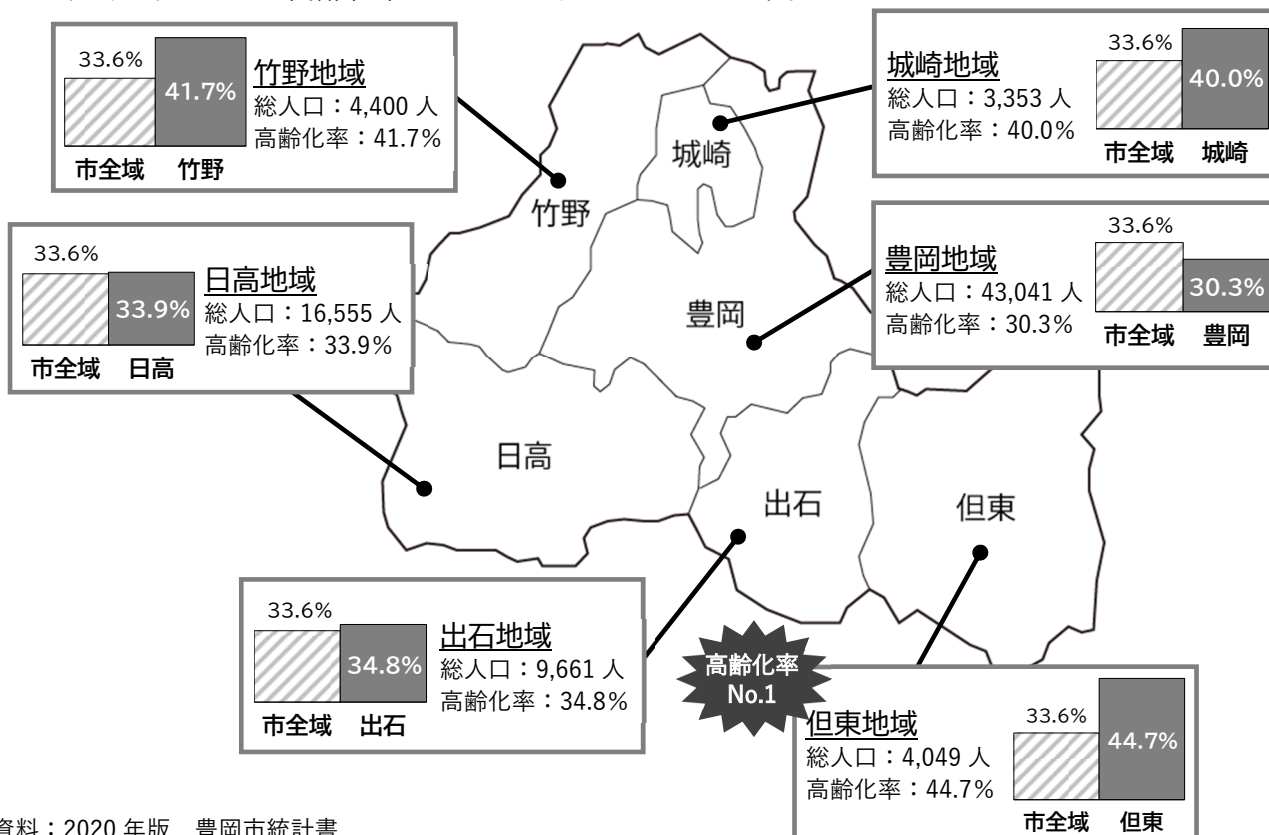 33.6%
41.7%
市全域 竹野
竹野地域
総人口：4,400 人
高齢化率：41.7%
33.6%
40.0%
市全域 城崎
城崎地域
総人口：3,353 人
高齢化率：40.0%
城崎
竹野
33.6%
33.9%
市全域 日高
日高地域
総人口：16,555 人
高齢化率：33.9%
豊岡地域
総人口：43,041 人
高齢化率：30.3%
33.6%
30.3%
市全域 豊岡
豊岡
日高
出石
但東
33.6%
34.8%
市全域 出石
出石地域
総人口：9,661 人
高齢化率：34.8%
高齢化率
No.1
但東地域
総人口：4,049 人
高齢化率：44.7%
33.6%
44.7%
市全域 但東
資料：2020 年版 豊岡市統計書